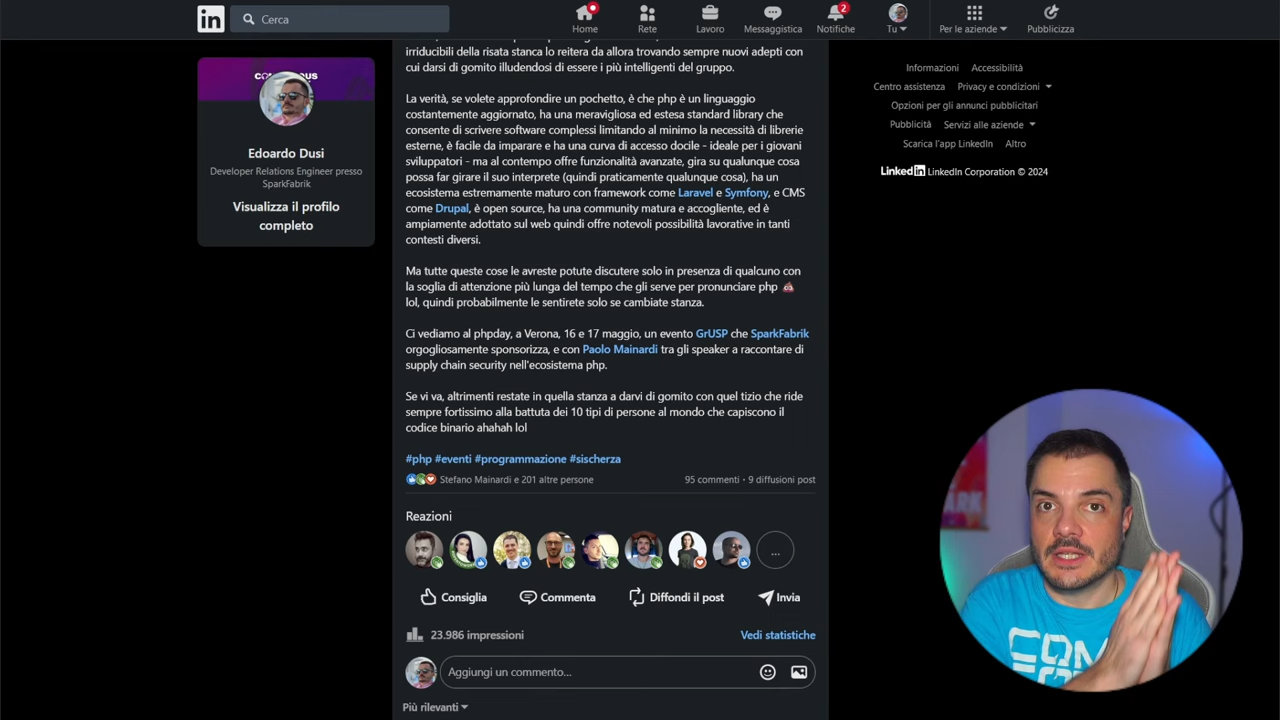 in
Cerca
Home
Rete
Lavoro
Messaggistica
2
Notifiche
Tu
Per le aziende
Pubblicizza
Edoardo Dusi
Developer Relations Engineer presso
SparkFabrik
Visualizza il profilo
completo
irriducibili della risata stanca lo reitera da allora trovando sempre nuovi adepti con
cui darsi di gomito illudendosi di essere i più intelligenti del gruppo.
La verità, se volete approfondire un pochetto, è che php è un linguaggio
costantemente aggiornato, ha una meravigliosa ed estesa standard library che
consente di scrivere software complessi limitando al minimo la necessità di librerie
esterne, è facile da imparare e ha una curva di accesso docile - ideale per i giovani
sviluppatori - ma al contempo offre funzionalità avanzate, gira su qualunque cosa
possa far girare il suo interprete (quindi praticamente qualunque cosa), ha un
ecosistema estremamente maturo con framework come Laravel e Symfony, e CMS
come Drupal, è open source, ha una community matura e accogliente, ed è
ampiamente adottato sul web quindi offre notevoli possibilità lavorative in tanti
contesti diversi.
Ma tutte queste cose le avreste potute discutere solo in presenza di qualcuno con
la soglia di attenzione più lunga del tempo che gli serve per pronunciare php 💩
lol, quindi probabilmente le sentirete solo se cambiate stanza.
Ci vediamo al phpday, a Verona, 16 e 17 maggio, un evento GrUSP che SparkFabrik
orgogliosamente sponsorizza, e con Paolo Mainardi tra gli speaker a raccontare di
supply chain security nell'ecosistema php.
Se vi va, altrimenti restate in quella stanza a darvi di gomito con quel tizio che ride
sempre fortissimo alla battuta dei 10 tipi di persone al mondo che capiscono il
codice binario ahahah lol
#php #eventi #programmazione #sischerza
Stefano Mainardi e 201 altre persone
95 commenti • 9 diffusioni post
Reazioni
...
Consiglia
Commenta
Diffondi il post
Invia
23.986 impressioni
Vedi statistiche
Aggiungi un commento...
Più rilevanti
Informazioni
Accessibilità
Centro assistenza
Privacy e condizioni
Opzioni per gli annunci pubblicitari
Pubblicità
Servizi alle aziende
Scarica l'app LinkedIn
Altro
LinkedIn LinkedIn Corporation © 2024